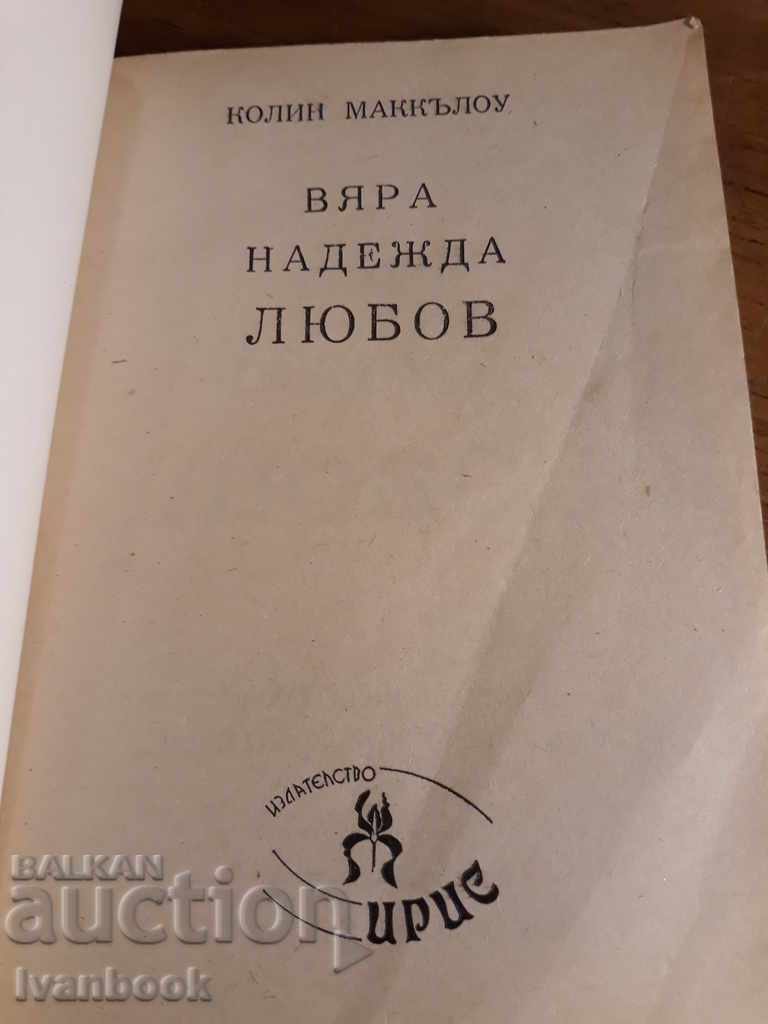 КОЛИН МАККЪЛОУ
ВЯРА
НАДЕЖДА
ЛЮБОВ
ИЗДАТЕЛСТВО
ИРИС
BALKAN
auction
Ivanbook